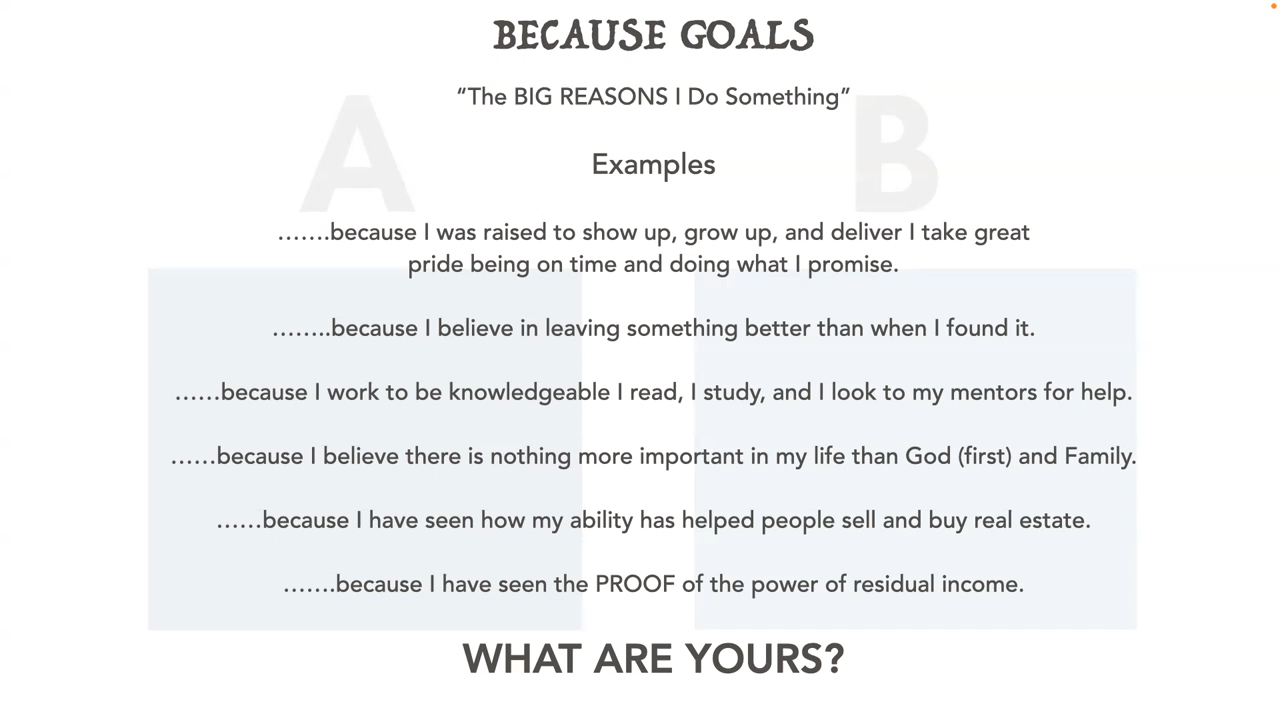 BECAUSE GOALS
“The BIG REASONS I Do Something”
A
B
Examples
…….because I was raised to show up, grow up, and deliver I take great
pride being on time and doing what I promise.
……..because I believe in leaving something better than when I found it.
……because I work to be knowledgeable I read, I study, and I look to my mentors for help.
……because I believe there is nothing more important in my life than God (first) and Family.
……because I have seen how my ability has helped people sell and buy real estate.
…….because I have seen the PROOF of the power of residual income.
WHAT ARE YOURS?